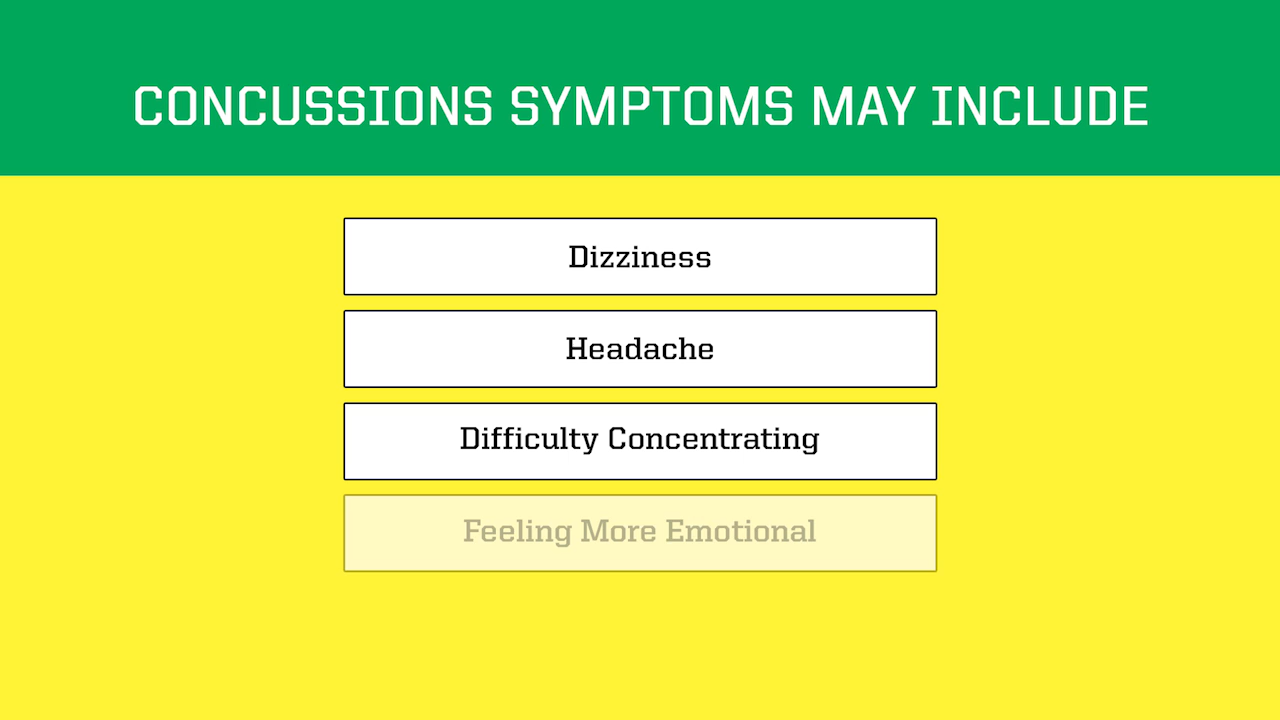 CONCUSSIONS SYMPTOMS MAY INCLUDE
Dizziness
Headache
Difficulty Concentrating
Feeling More Emotional